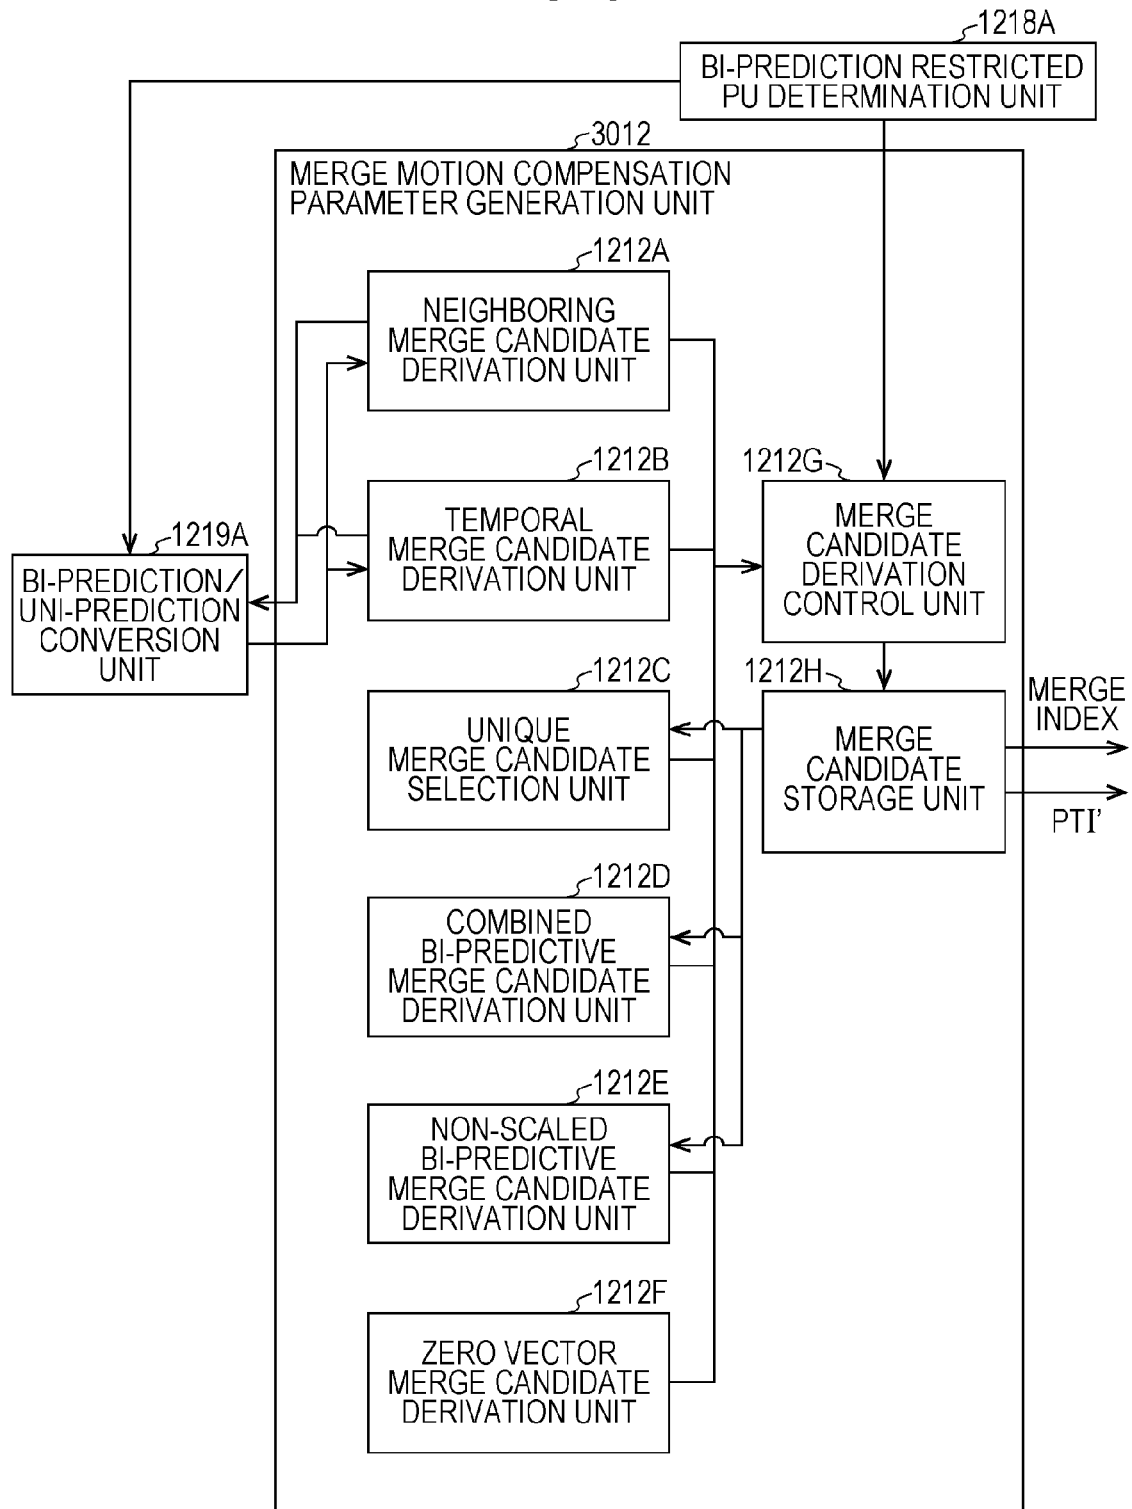 1218A
BI-PREDICTION RESTRICTED
PU DETERMINATION UNIT
3012
MERGE MOTION COMPENSATION
PARAMETER GENERATION UNIT
1212A
NEIGHBORING
MERGE CANDIDATE
DERIVATION UNIT
1212B
TEMPORAL
MERGE CANDIDATE
DERIVATION UNIT
1212G
MERGE
CANDIDATE
DERIVATION
CONTROL UNIT
1219A
BI-PREDICTION/
UNI-PREDICTION
CONVERSION
UNIT
1212C
UNIQUE
MERGE CANDIDATE
SELECTION UNIT
1212H
MERGE
CANDIDATE
STORAGE UNIT
MERGE
INDEX
PTI'
1212D
COMBINED
BI-PREDICTIVE
MERGE CANDIDATE
DERIVATION UNIT
1212E
NON-SCALED
BI-PREDICTIVE
MERGE CANDIDATE
DERIVATION UNIT
1212F
ZERO VECTOR
MERGE CANDIDATE
DERIVATION UNIT